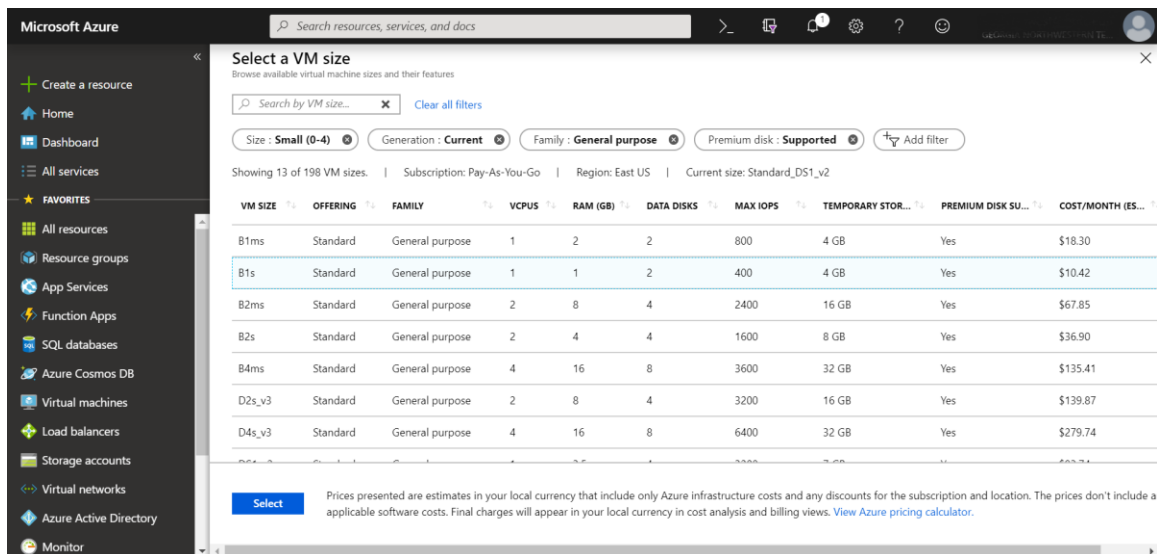 Microsoft Azure
Search resources, services, and docs
1
«
Create a resource
Home
Dashboard
All services
FAVORITES
All resources
Resource groups
App Services
Function Apps
SQL databases
Azure Cosmos DB
Virtual machines
Load balancers
Storage accounts
Virtual networks
Azure Active Directory
Monitor
Select a VM size
Browse available virtual machine sizes and their features
Search by VM size... Clear all filters
Size : Small (0-4) Generation : Current Family : General purpose Premium disk : Supported Add filter
Showing 13 of 198 VM sizes. | Subscription: Pay-As-You-Go | Region: East US | Current size: Standard_DS1_v2
VM SIZE OFFERING FAMILY VCPUS RAM (GB) DATA DISKS MAX IOPS TEMPORARY STOR... PREMIUM DISK SU... COST/MONTH (ES...
B1ms Standard General purpose 1 2 2 800 4 GB Yes $18.30
B1s Standard General purpose 1 1 2 400 4 GB Yes $10.42
B2ms Standard General purpose 2 8 4 2400 16 GB Yes $67.85
B2s Standard General purpose 2 4 4 1600 8 GB Yes $36.90
B4ms Standard General purpose 4 16 8 3600 32 GB Yes $135.41
D2s_v3 Standard General purpose 2 8 4 3200 16 GB Yes $139.87
D4s_v3 Standard General purpose 4 16 8 6400 32 GB Yes $279.74
Select
Prices presented are estimates in your local currency that include only Azure infrastructure costs and any discounts for the subscription and location. The prices don't include a
applicable software costs. Final charges will appear in your local currency in cost analysis and billing views. View Azure pricing calculator.